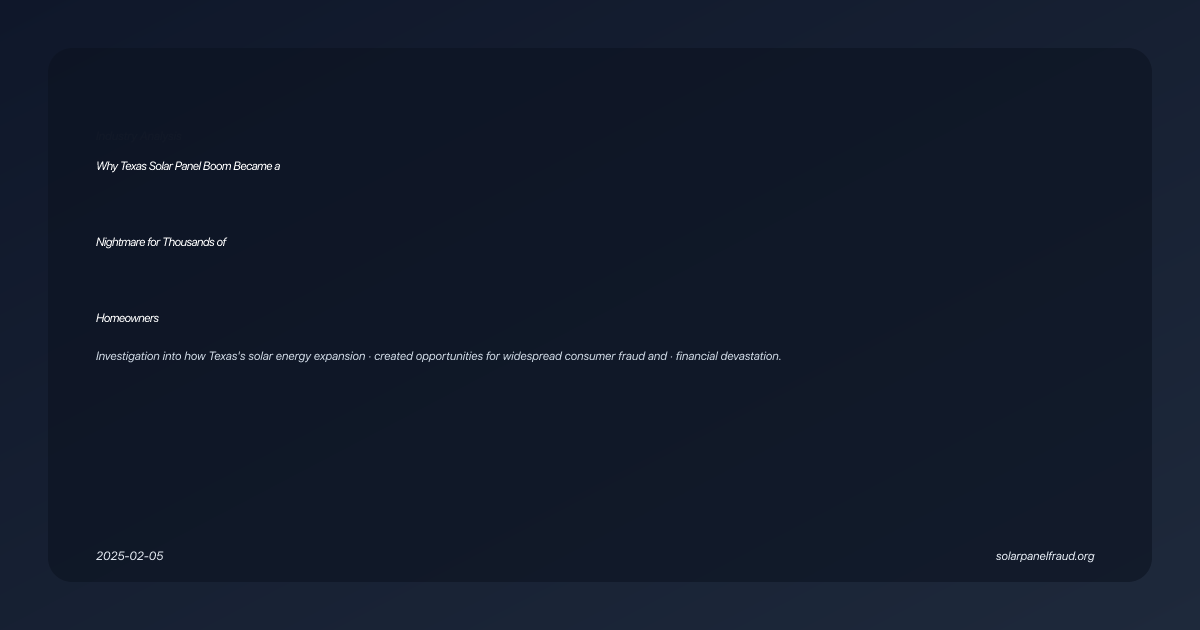 Why Texas Solar Panel Boom Became a
Nightmare for Thousands of
Homeowners
Investigation into how Texas's solar energy expansion · created opportunities for widespread consumer fraud and · financial devastation.
2025-02-05
solarpanelfraud.org